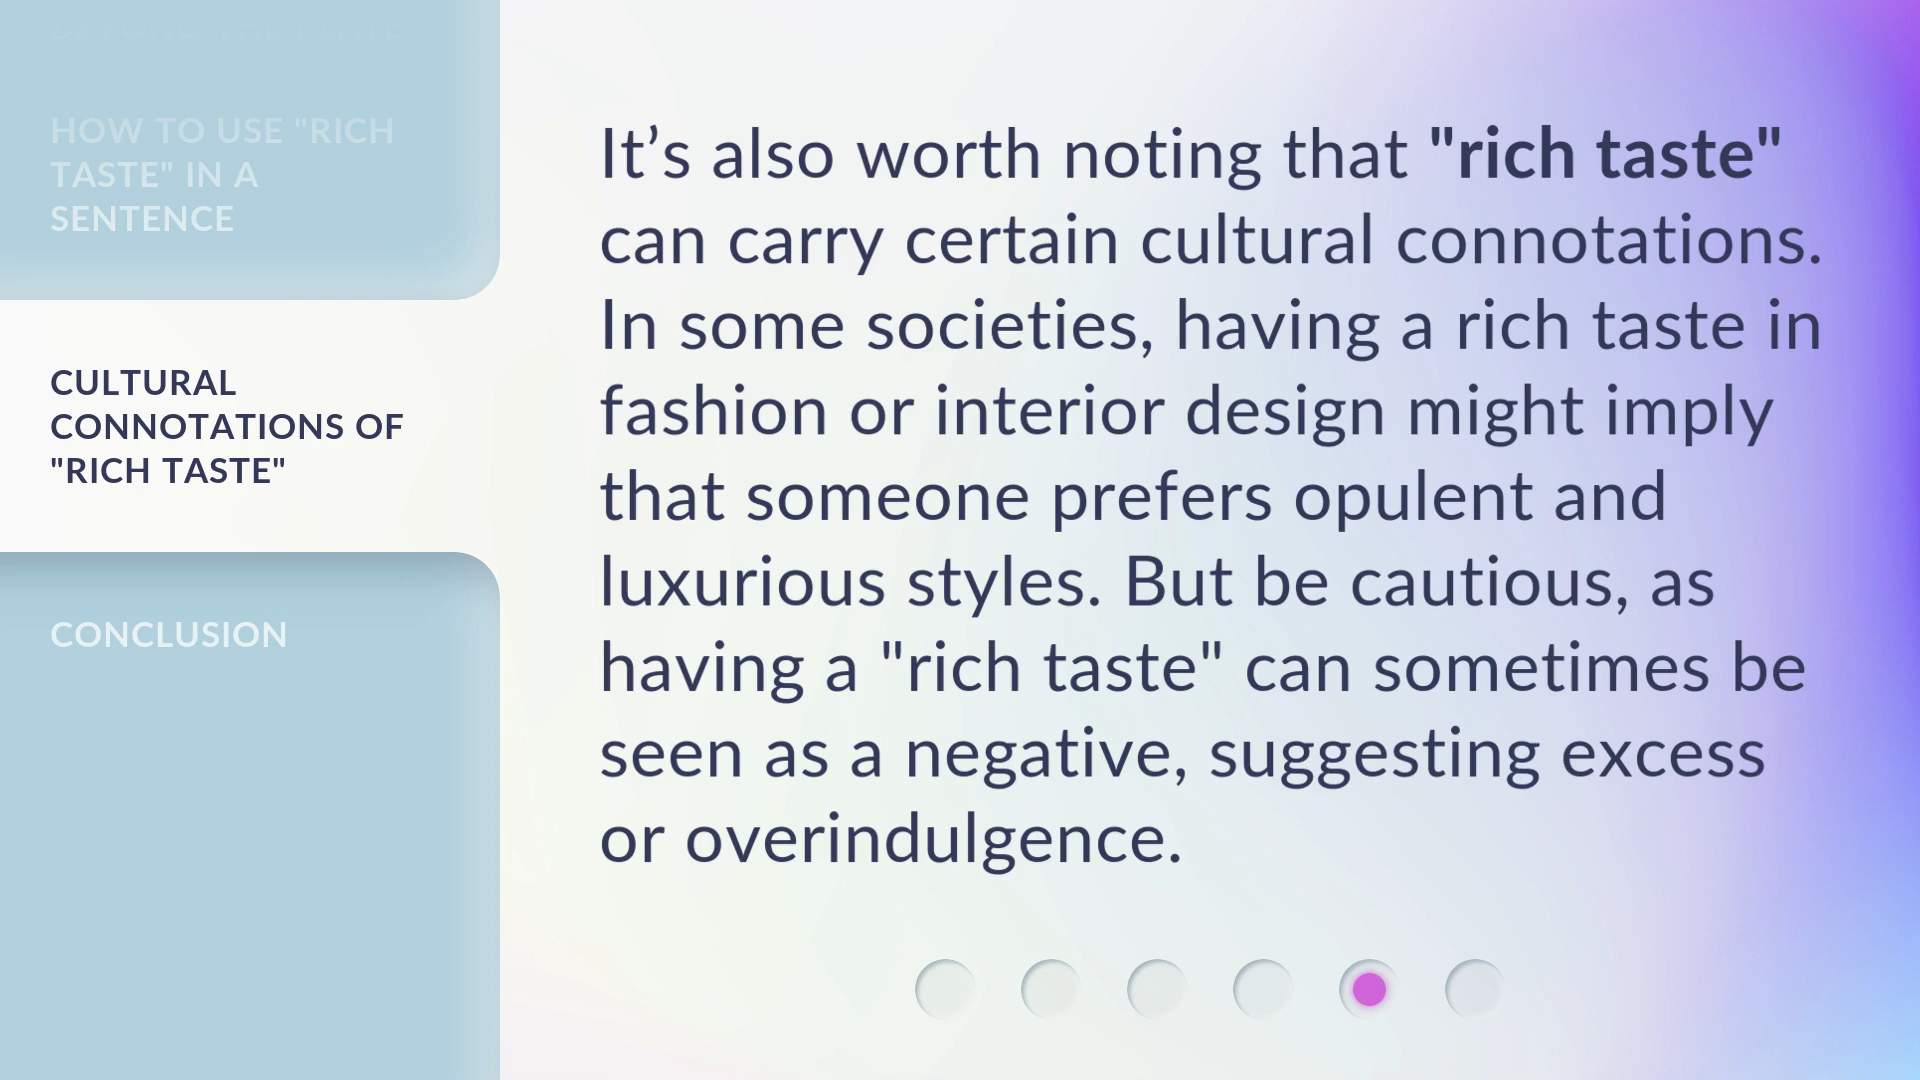 HOW TO USE "RICH
TASTE" IN A
SENTENCE
CULTURAL
CONNOTATIONS OF
"RICH TASTE"
CONCLUSION
It’s also worth noting that "rich taste"
can carry certain cultural connotations.
In some societies, having a rich taste in
fashion or interior design might imply
that someone prefers opulent and
luxurious styles. But be cautious, as
having a "rich taste" can sometimes be
seen as a negative, suggesting excess
or overindulgence.